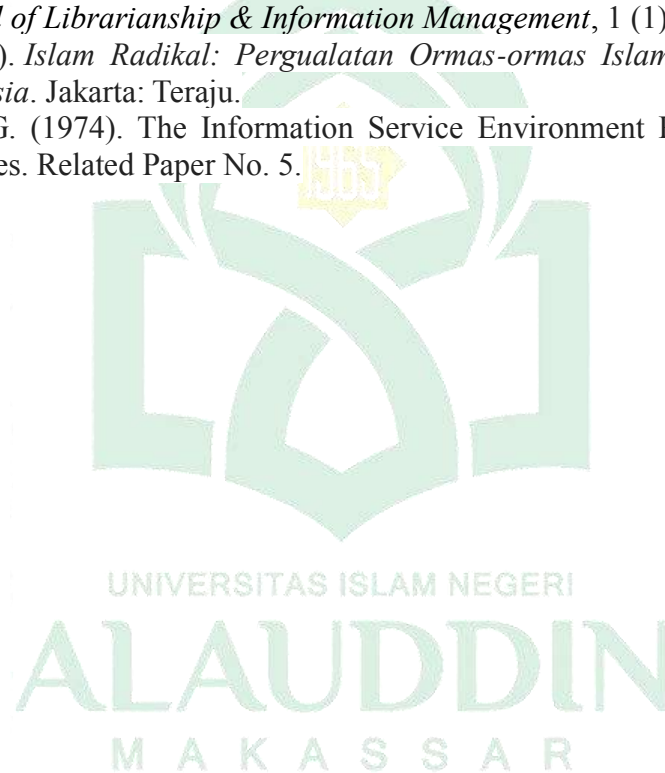 of Librarianship & Information Management, 1 (1)
). Islam Radikal: Pergualatan Ormas-ormas Islam
sia. Jakarta: Teraju.
G. (1974). The Information Service Environment
es. Related Paper No. 5.
1965
UNIVERSITAS ISLAM NEGERI
ALAUDDIN
MAKASSAR